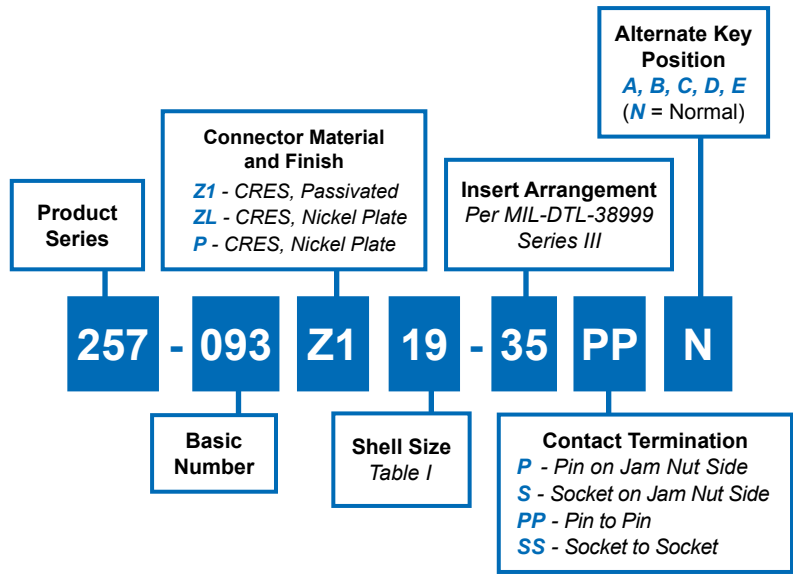 Alternate Key
Position
A, B, C, D, E
(N = Normal)
Connector Material
and Finish
Z1 - CRES, Passivated
ZL - CRES, Nickel Plate
P - CRES, Nickel Plate
Insert Arrangement
Per MIL-DTL-38999
Series III
Product
Series
257 - 093 Z1 19 - 35 PP N
Basic
Number
Shell Size
Table I
Contact Termination
P - Pin on Jam Nut Side
S - Socket on Jam Nut Side
PP - Pin to Pin
SS - Socket to Socket